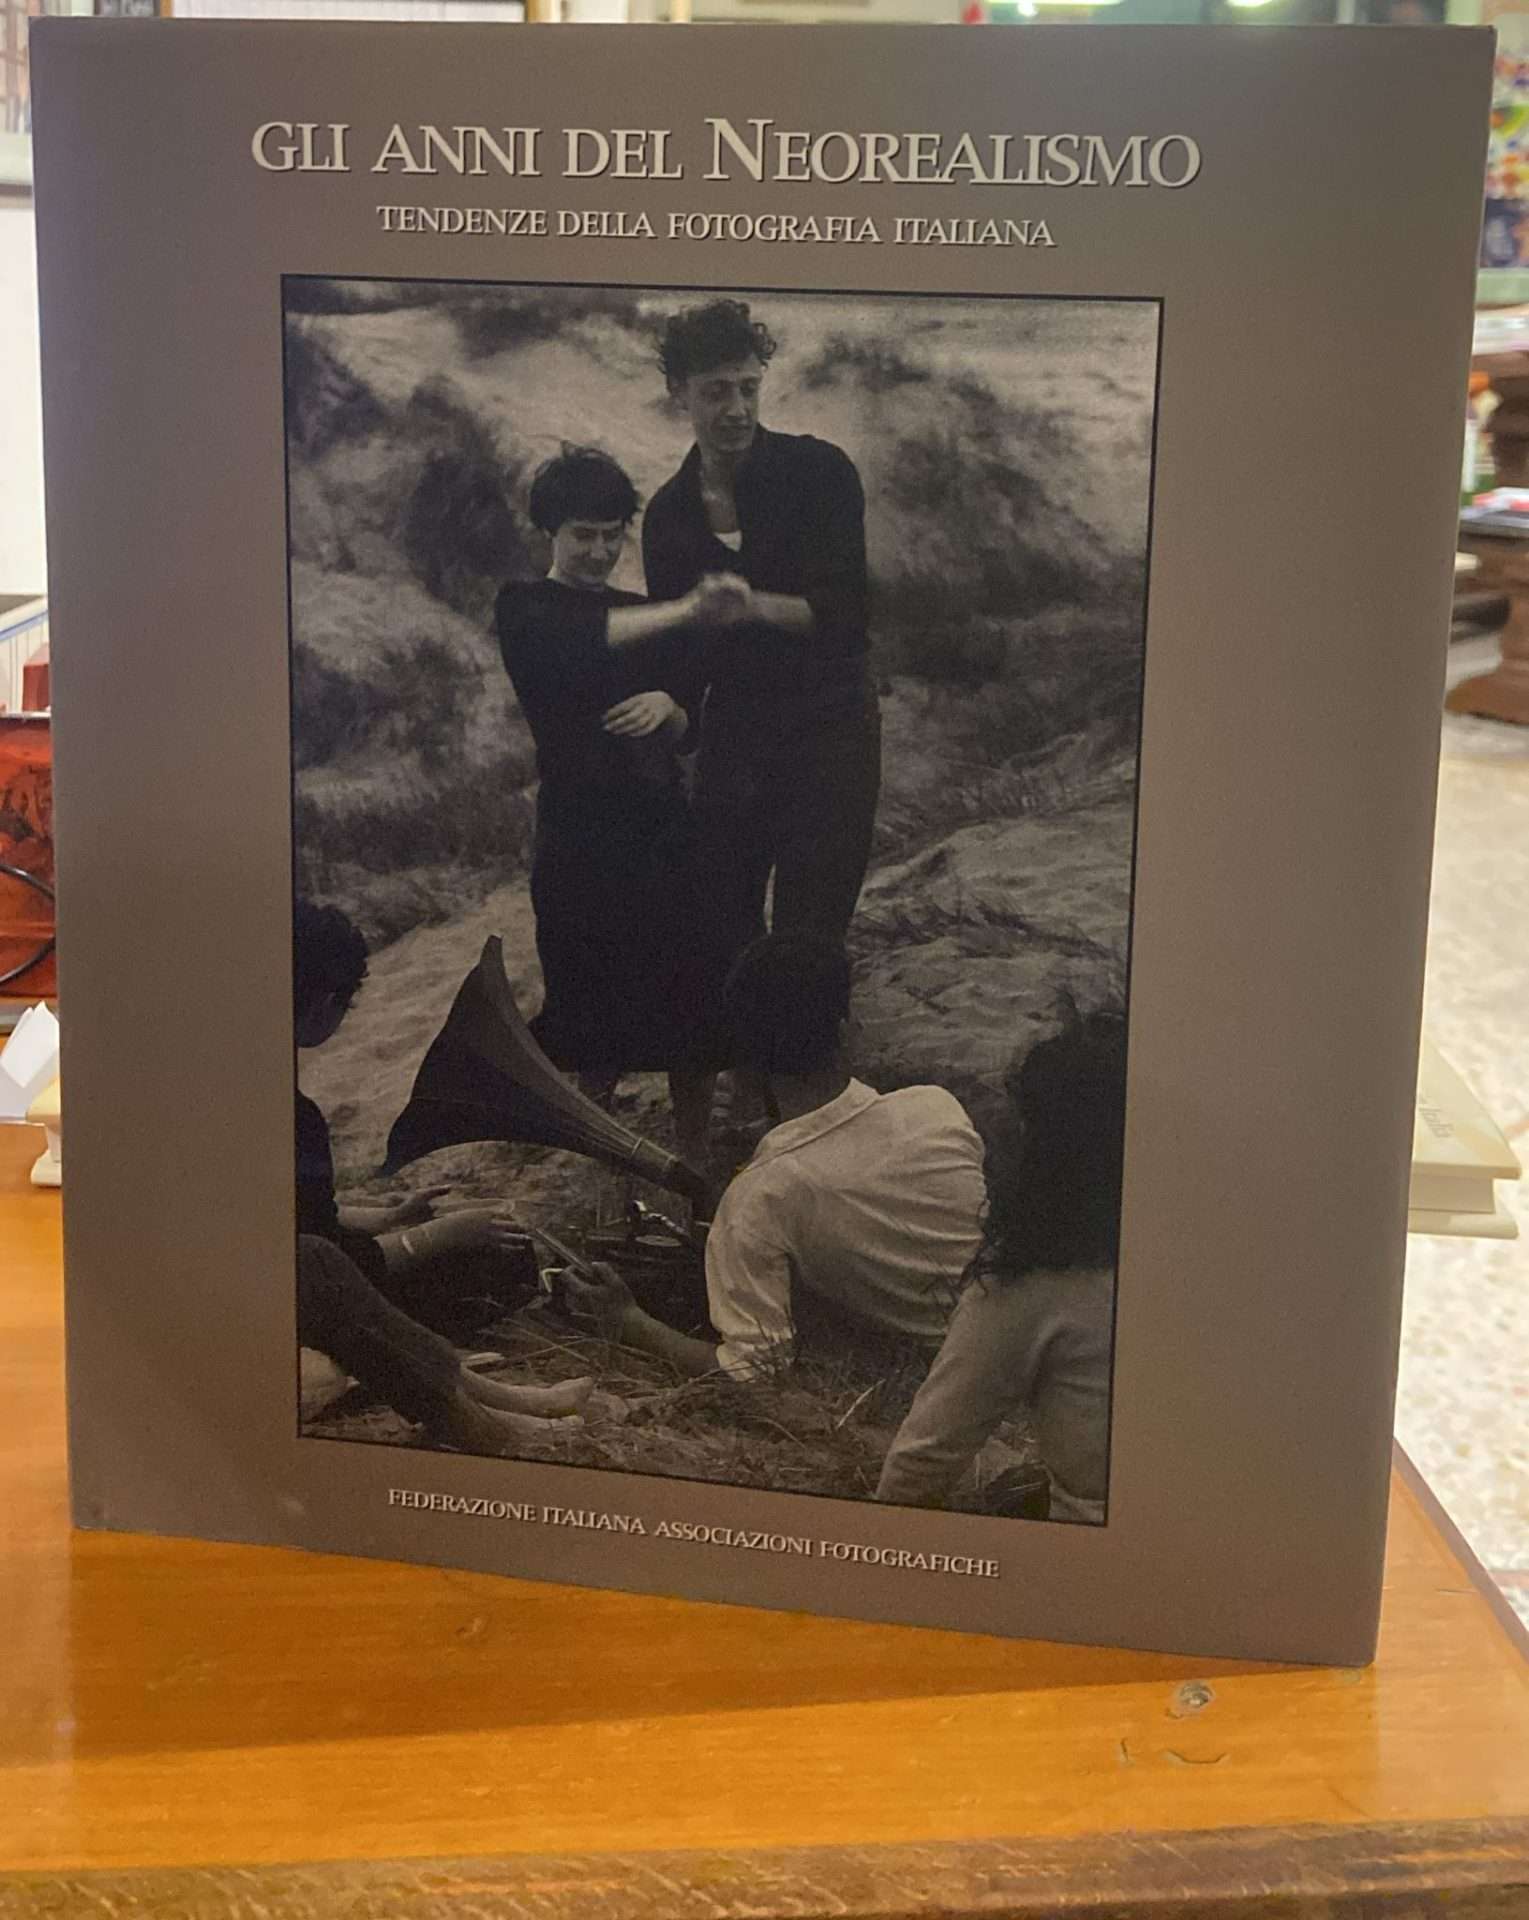 GLI ANNI DEL NEOREALISMO
TENDENZE DELLA FOTOGRAFIA ITALIANA
FEDERAZIONE ITALIANA ASSOCIAZIONI FOTOGRAFICHE